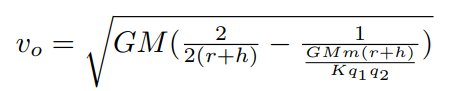 $v_o = \sqrt{GM(\frac{2}{2(r+h)} - \frac{1}{\frac{GMm(r+h)}{Kq_1q_2}})}$